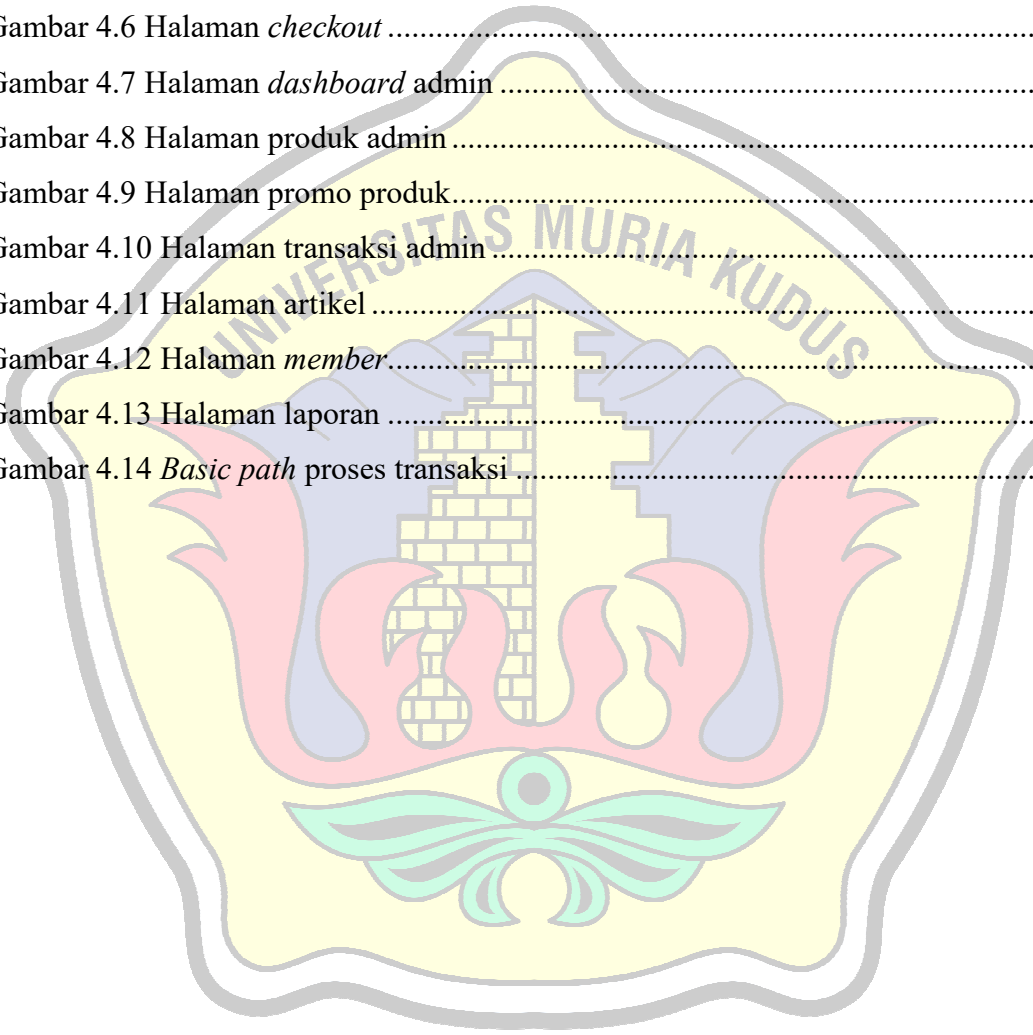 Gambar 4.6 Halaman checkout ..........................................................................
Gambar 4.7 Halaman dashboard admin ..........................................................................
Gambar 4.8 Halaman produk admin ..........................................................................
Gambar 4.9 Halaman promo produk ..........................................................................
UNIVERSITAS MURIA KUDUS
Gambar 4.10 Halaman transaksi admin ..........................................................................
Gambar 4.11 Halaman artikel ..........................................................................
Gambar 4.12 Halaman member ..........................................................................
Gambar 4.13 Halaman laporan ..........................................................................
Gambar 4.14 Basic path proses transaksi ..........................................................................